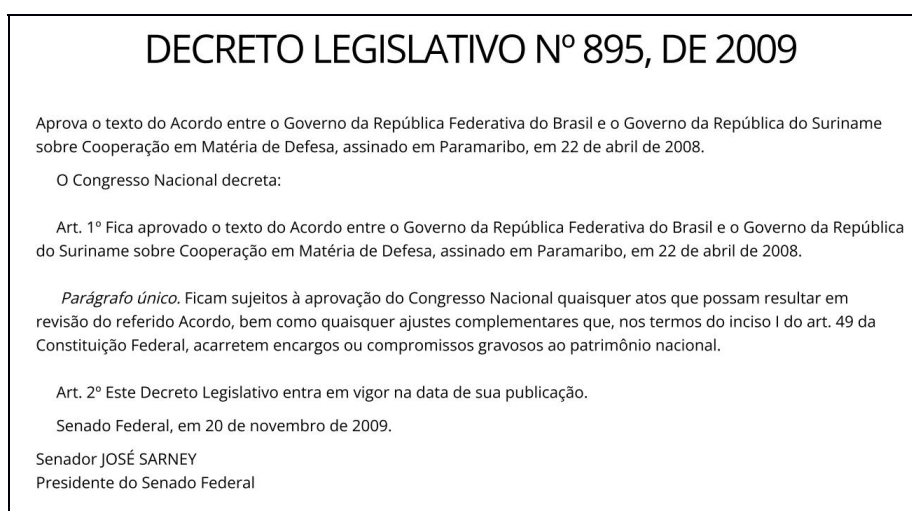 DECRETO LEGISLATIVO Nº 895, DE 2009
Aprova o texto do Acordo entre o Governo da República Federativa do Brasil e o Governo da República do Suriname
sobre Cooperação em Matéria de Defesa, assinado em Paramaribo, em 22 de abril de 2008.
O Congresso Nacional decreta:
Art. 1º Fica aprovado o texto do Acordo entre o Governo da República Federativa do Brasil e o Governo da República
do Suriname sobre Cooperação em Matéria de Defesa, assinado em Paramaribo, em 22 de abril de 2008.
Parágrafo único. Ficam sujeitos à aprovação do Congresso Nacional quaisquer atos que possam resultar em
revisão do referido Acordo, bem como quaisquer ajustes complementares que, nos termos do inciso I do art. 49 da
Constituição Federal, acarretem encargos ou compromissos gravosos ao patrimônio nacional.
Art. 2º Este Decreto Legislativo entra em vigor na data de sua publicação.
Senado Federal, em 20 de novembro de 2009.
Senador JOSÉ SARNEY
Presidente do Senado Federal